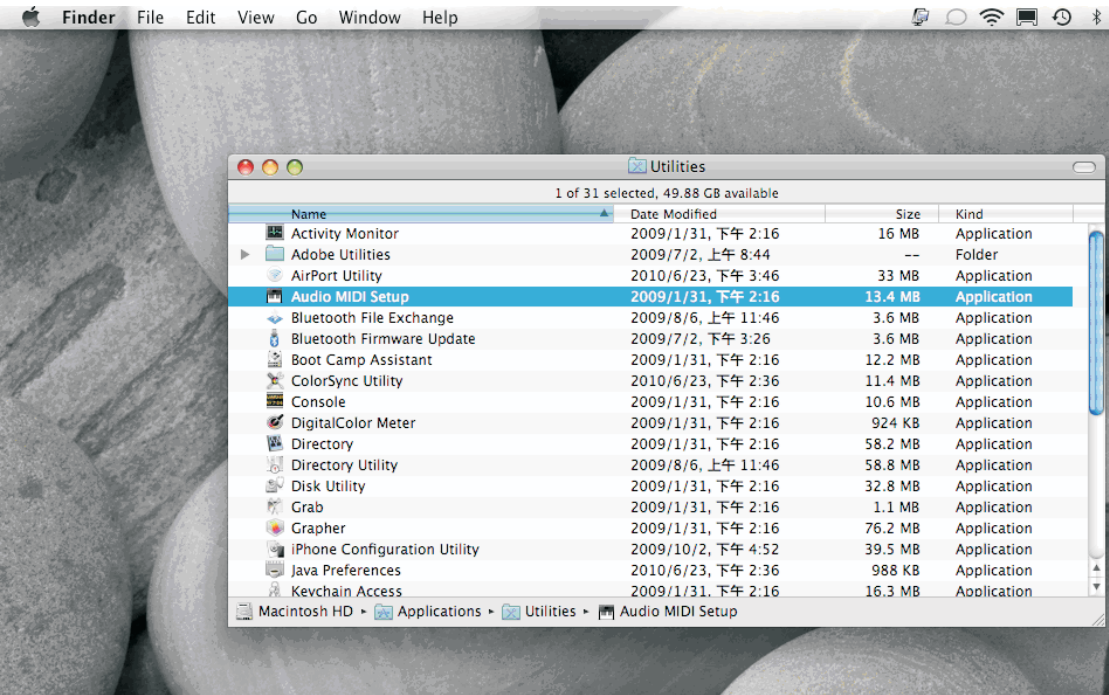 Finder File Edit View Go Window Help
Utilities
1 of 31 selected, 49.88 GB available
Name Date Modified Size Kind
Activity Monitor 2009/1/31, 下午 2:16 16 MB Application
Adobe Utilities 2009/7/2, 上午 8:44 -- Folder
AirPort Utility 2010/6/23, 下午 3:46 33 MB Application
Audio MIDI Setup 2009/1/31, 下午 2:16 13.4 MB Application
Bluetooth File Exchange 2009/8/6, 上午 11:46 3.6 MB Application
Bluetooth Firmware Update 2009/7/2, 下午 3:26 3.6 MB Application
Boot Camp Assistant 2009/1/31, 下午 2:16 12.2 MB Application
ColorSync Utility 2010/6/23, 下午 2:36 11.4 MB Application
Console 2009/1/31, 下午 2:16 10.6 MB Application
DigitalColor Meter 2009/1/31, 下午 2:16 924 KB Application
Directory 2009/1/31, 下午 2:16 58.2 MB Application
Directory Utility 2009/8/6, 上午 11:46 58.8 MB Application
Disk Utility 2009/1/31, 下午 2:16 32.8 MB Application
Grab 2009/1/31, 下午 2:16 1.1 MB Application
Grapher 2009/1/31, 下午 2:16 76.2 MB Application
iPhone Configuration Utility 2009/10/2, 下午 4:52 39.5 MB Application
Java Preferences 2010/6/23, 下午 2:36 988 KB Application
Keychain Access 2009/1/31, 下午 2:16 16.3 MB Application
Macintosh HD ▸ Applications ▸ Utilities ▸ Audio MIDI Setup